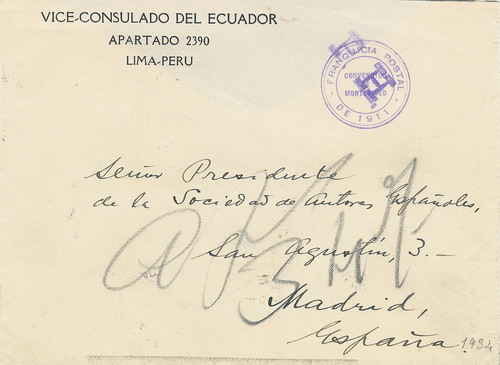 VICE-CONSULADO DEL ECUADOR
APARTADO 2390
LIMA-PERU
FRANQUICIA POSTAL
CONVENCION
MONTEVIDEO
DE 1911
Señor Presidente
de la Sociedad de Autores Españoles,
San Agustín, 3.—
Madrid,
España
1934